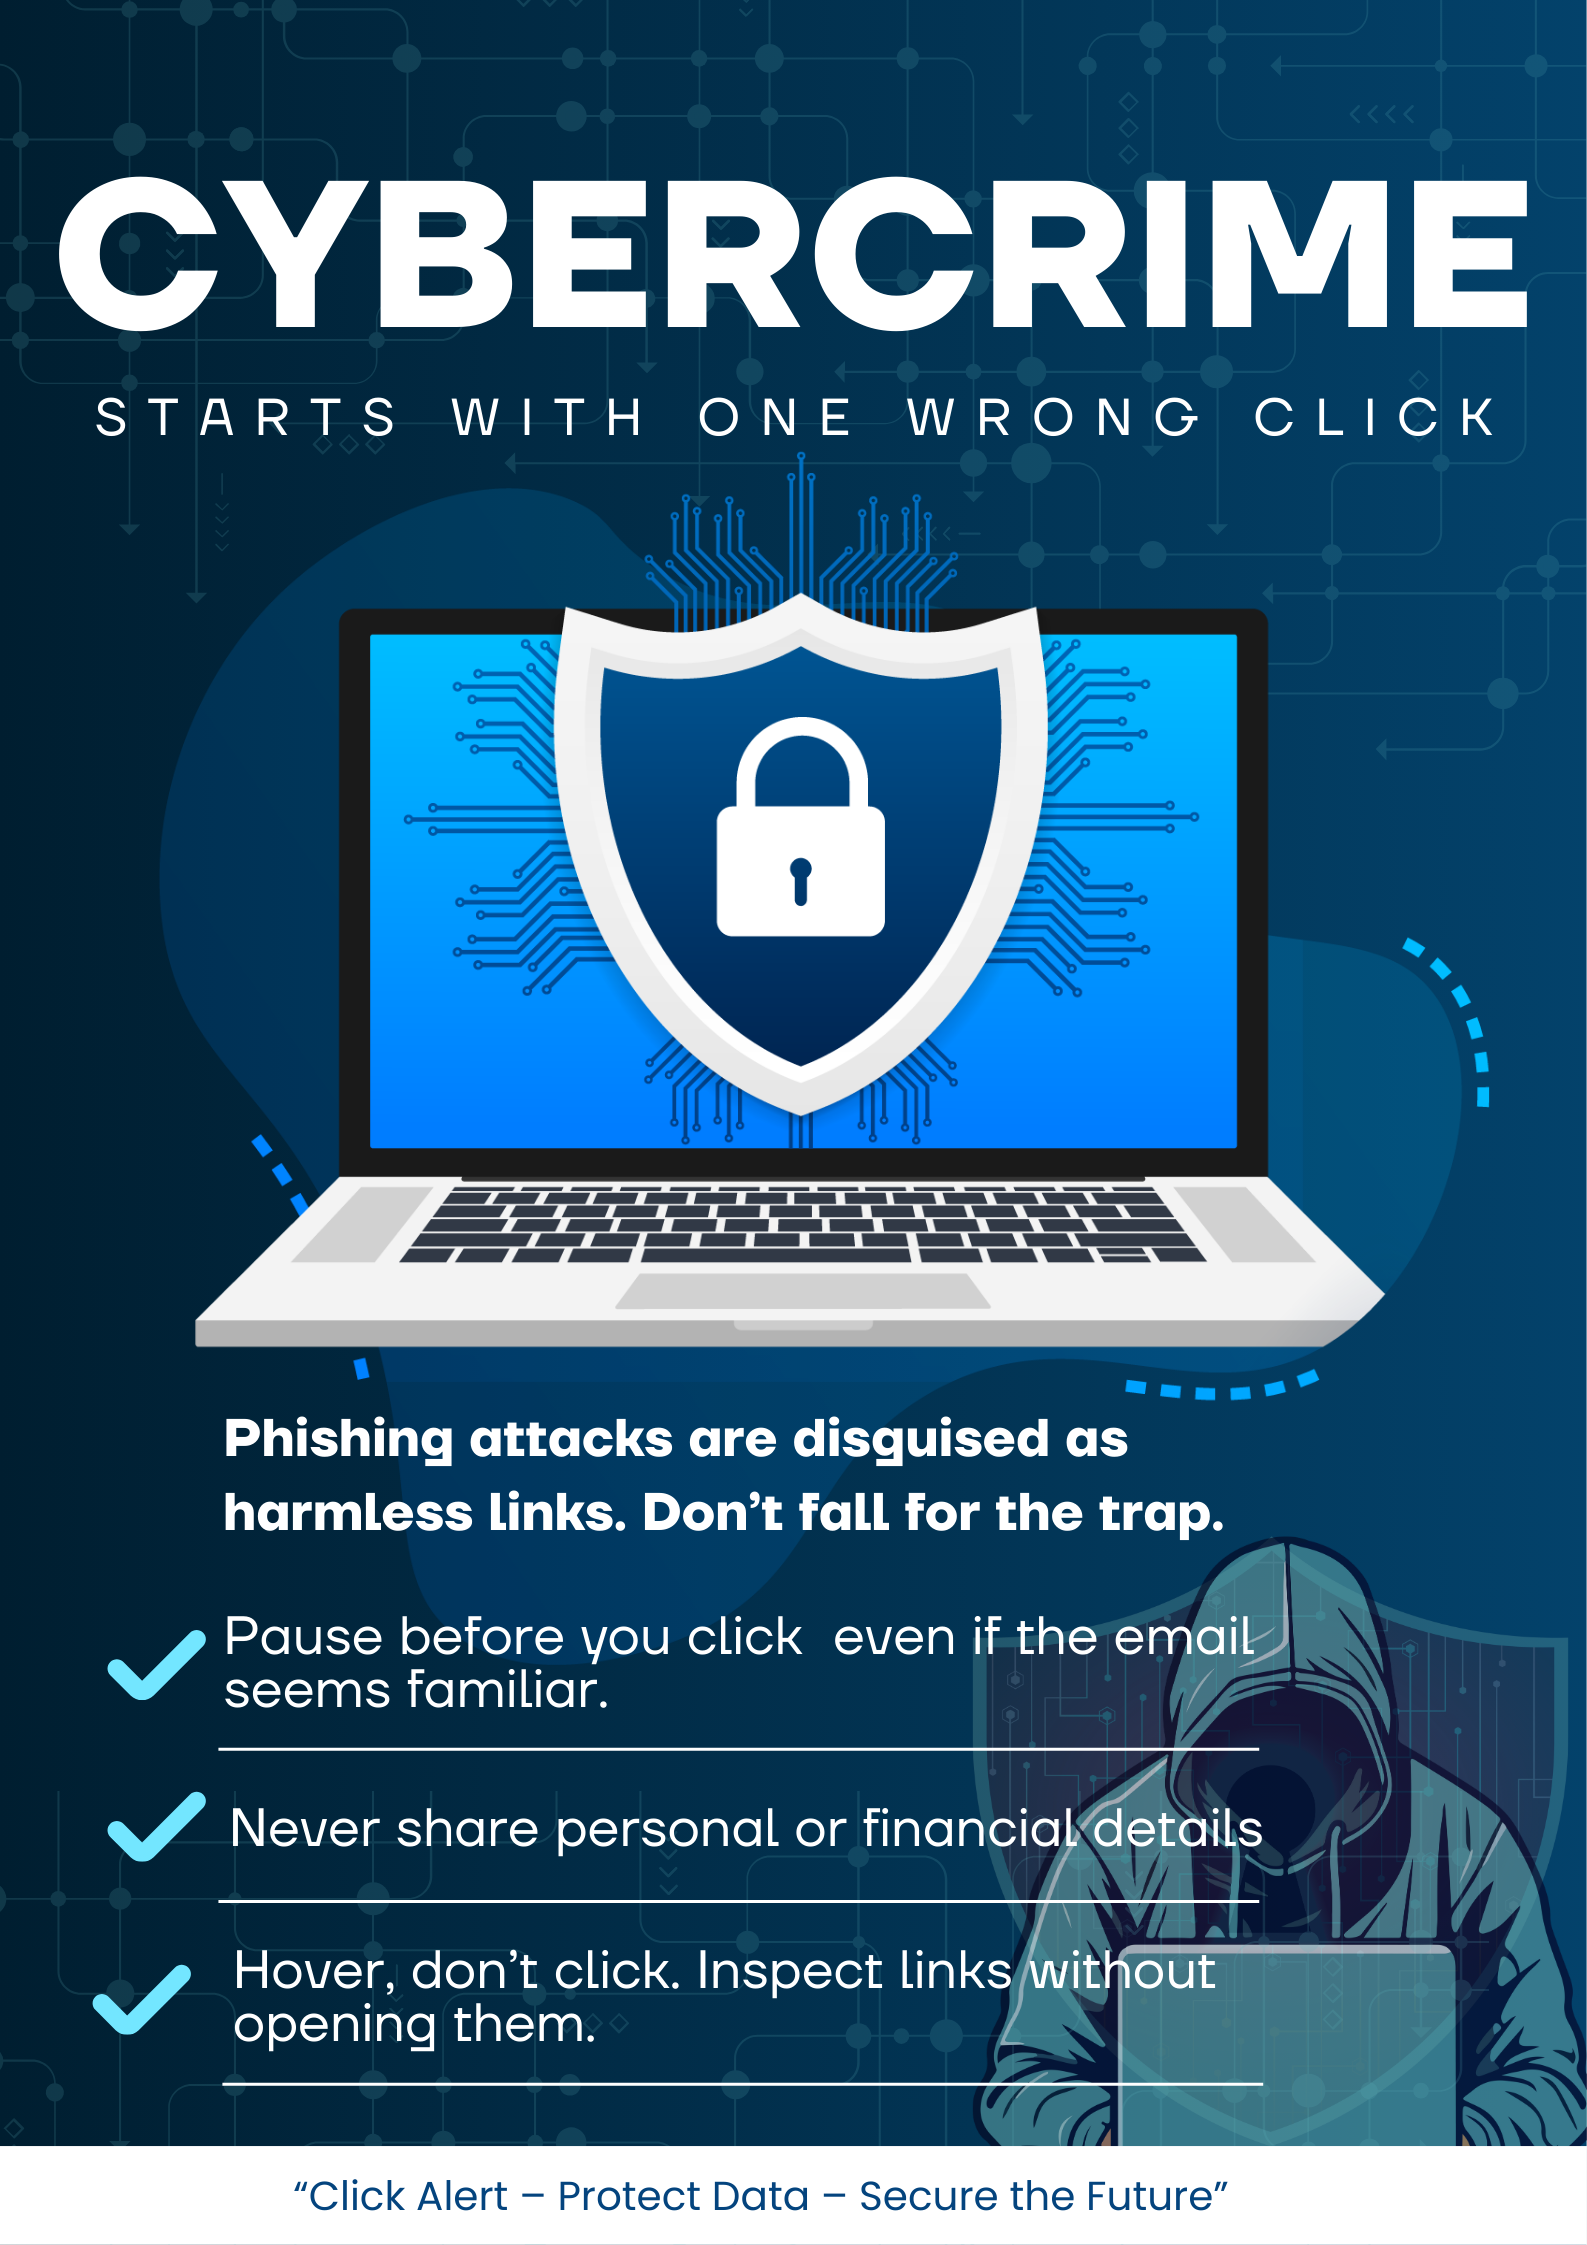 CYBERCRIME
STARTS WITH ONE WRONG CLICK
Phishing attacks are disguised as
harmless links. Don’t fall for the trap.
Pause before you click  even if the email
seems familiar.
Never share personal or financial details
Hover, don’t click. Inspect links without
opening them.
“Click Alert – Protect Data – Secure the Future”